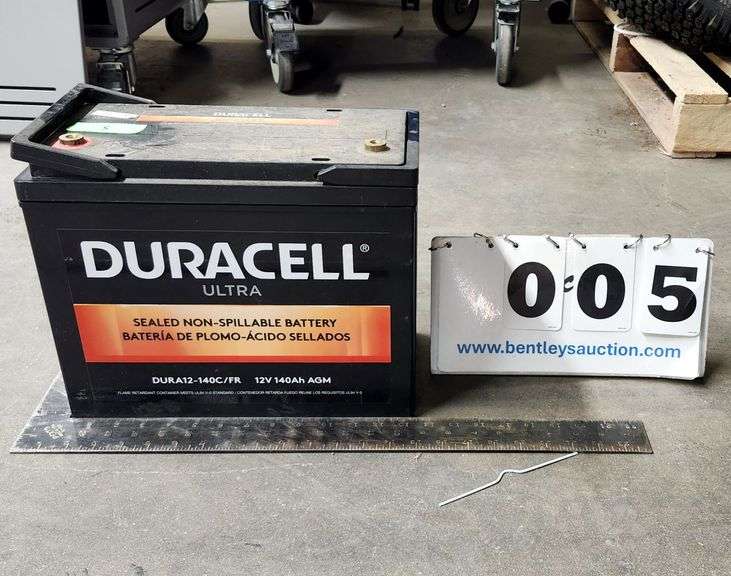 DURACELL
DURACELL®
ULTRA
SEALED NON-SPILLABLE BATTERY
BATERÍA DE PLOMO-ÁCIDO SELLADOS
DURA12-140C/FR 12V 140Ah AGM
0 0 5
www.bentleysauction.com